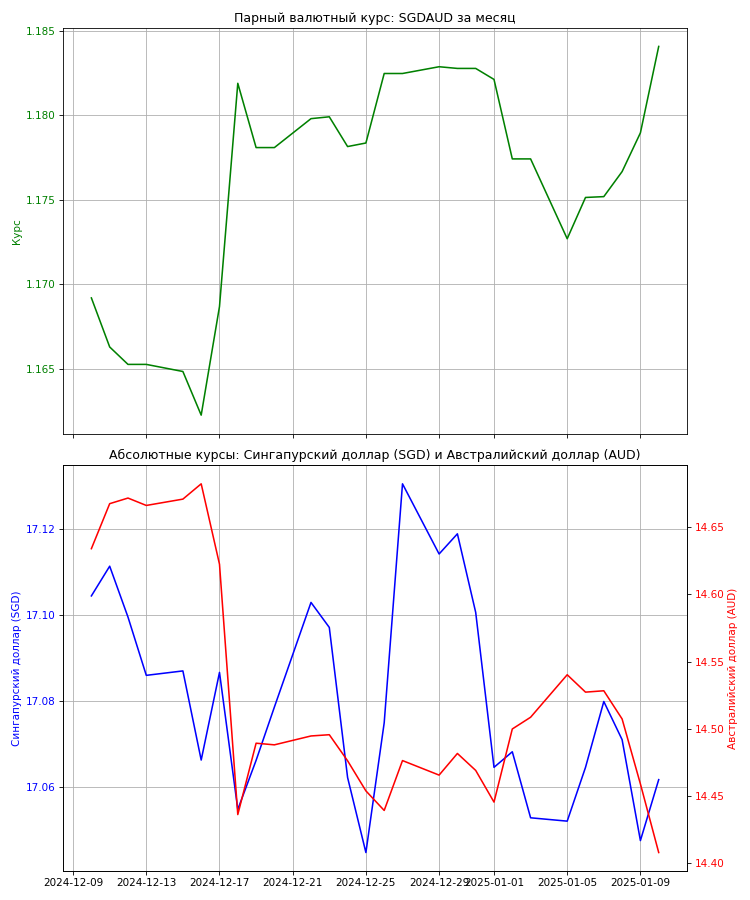 Парный валютный курс: SGDAUD за месяц
1.185
1.180
1.175
1.170
1.165
Курс
Абсолютные курсы: Сингапурский доллар (SGD) и Австралийский доллар (AUD)
17.12
17.10
17.08
17.06
Сингапурский доллар (SGD)
14.65
14.60
14.55
14.50
14.45
14.40
Австралийский доллар (AUD)
2024-12-09 2024-12-13 2024-12-17 2024-12-21 2024-12-25 2024-12-29 2025-01-01 2025-01-05 2025-01-09